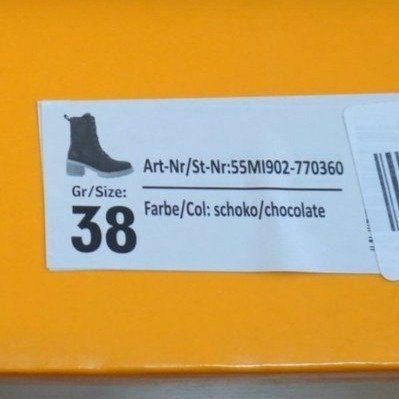 Art-Nr/St-Nr:55MI902-770360
Gr/Size:
38
Farbe/Col: schoko/chocolate